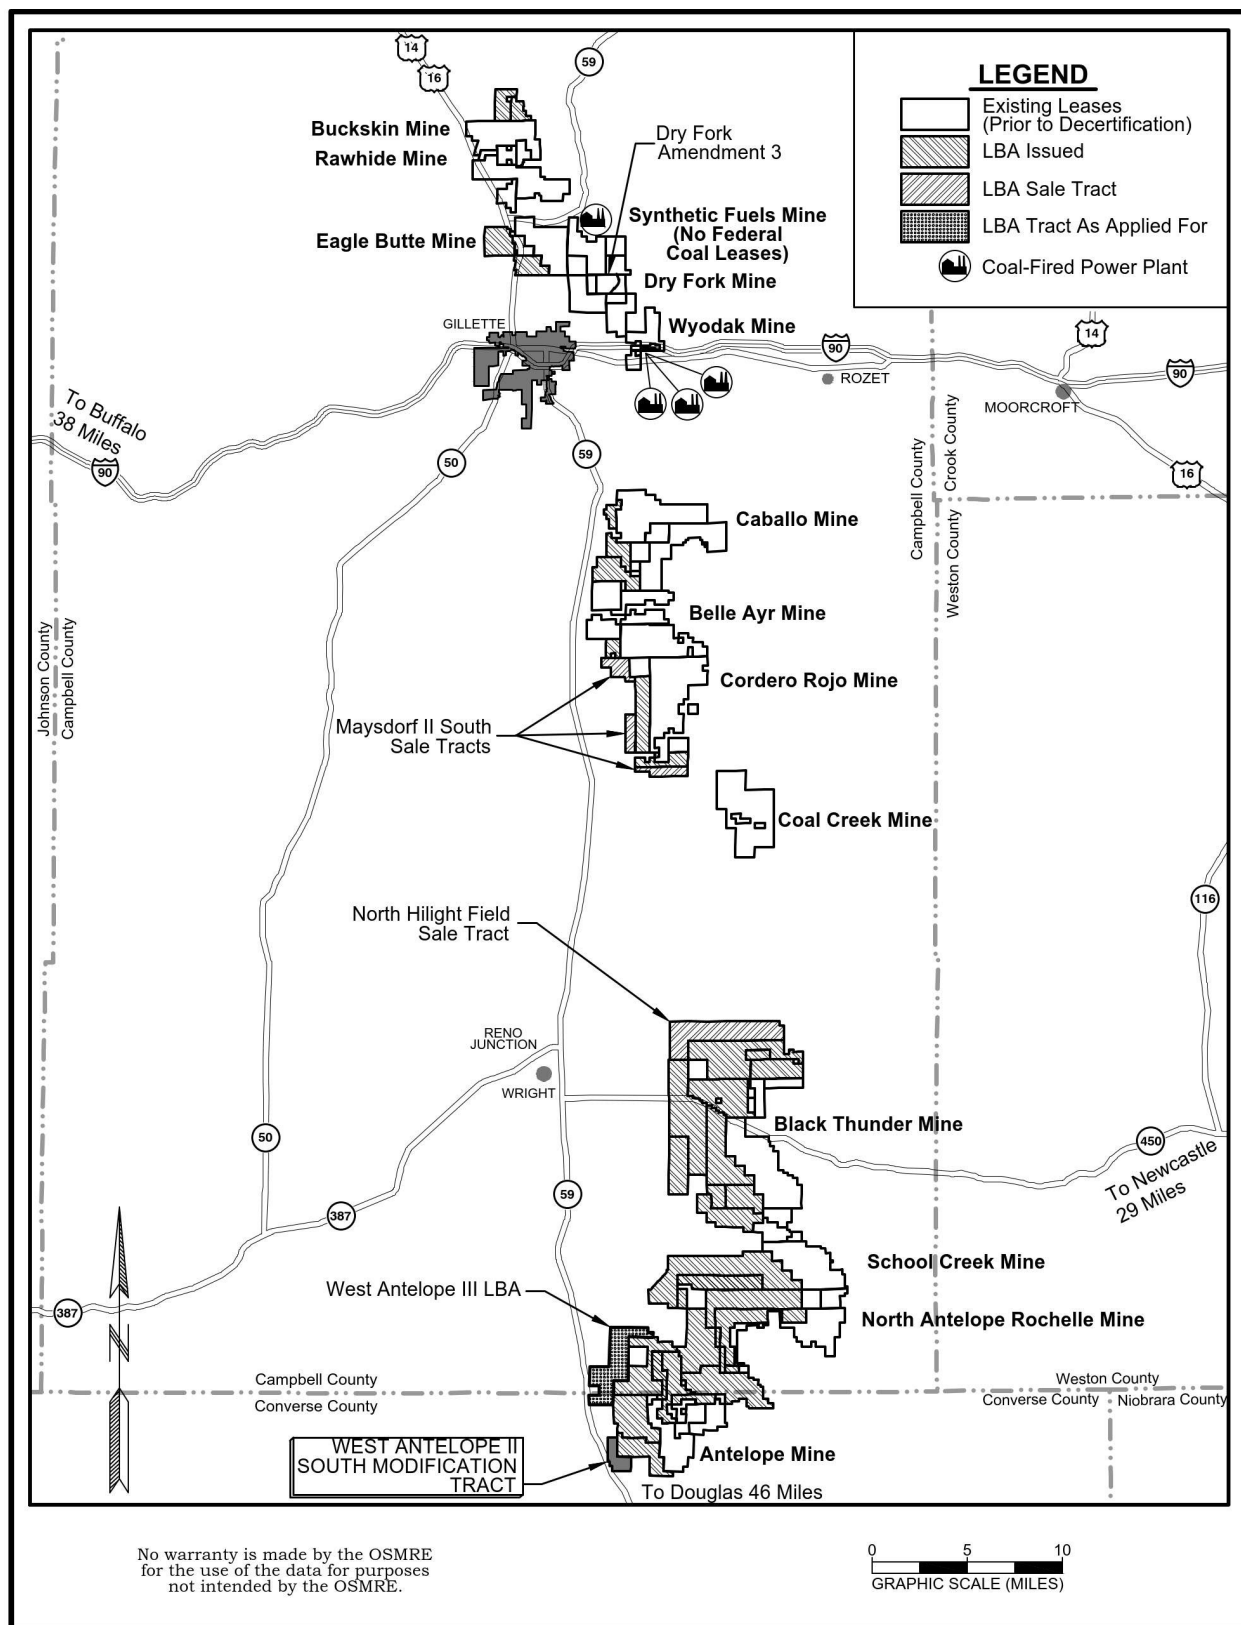 14
16
59
LEGEND
Existing Leases
(Prior to Decertification)
LBA Issued
LBA Sale Tract
LBA Tract As Applied For
Coal-Fired Power Plant
Buckskin Mine
Rawhide Mine
Dry Fork
Amendment 3
Synthetic Fuels Mine
(No Federal
Coal Leases)
Eagle Butte Mine
Dry Fork Mine
GILLETTE
Wyodak Mine
90
14
ROZET
90
MOORCROFT
To Buffalo
38 Miles
90
50
59
16
Campbell County
Crook County
Weston County
Caballo Mine
Belle Ayr Mine
Johnson County
Campbell County
Cordero Rojo Mine
Maysdorf II South
Sale Tracts
Coal Creek Mine
116
North Hilight Field
Sale Tract
RENO
JUNCTION
WRIGHT
Black Thunder Mine
50
450
To Newcastle
29 Miles
59
387
School Creek Mine
West Antelope III LBA
387
North Antelope Rochelle Mine
N
Campbell County
Converse County
Weston County
Converse County
Niobrara County
WEST ANTELOPE II
SOUTH MODIFICATION
TRACT
Antelope Mine
To Douglas 46 Miles
No warranty is made by the OSMRE
for the use of the data for purposes
not intended by the OSMRE.
0 5 10
GRAPHIC SCALE (MILES)